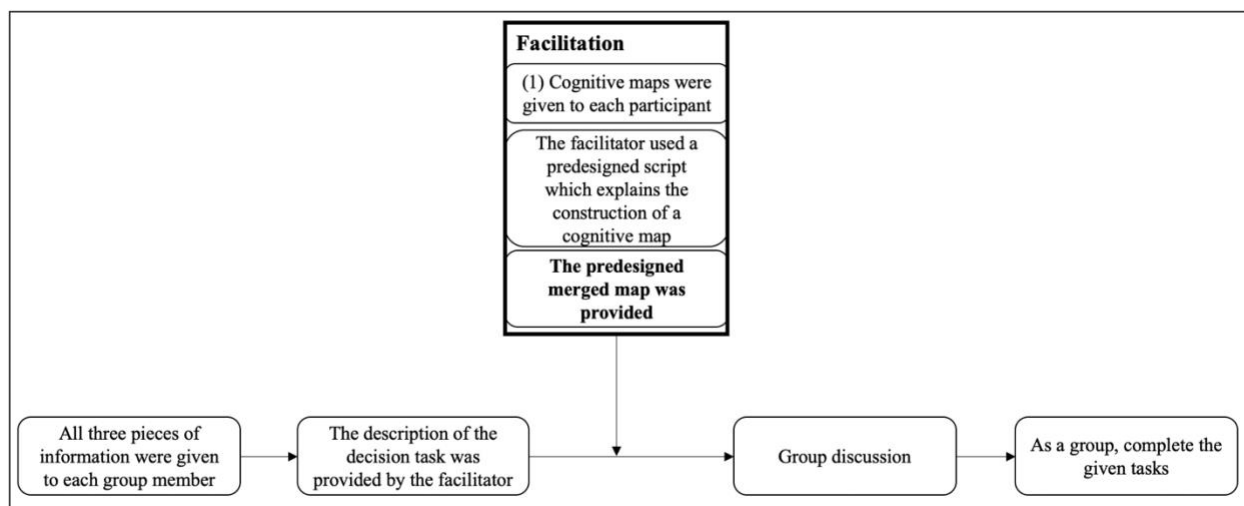 Facilitation
(1) Cognitive maps were
given to each participant
The facilitator used a
predesigned script
which explains the
construction of a
cognitive map
The predesigned
merged map was
provided
All three pieces of
information were given
to each group member
The description of the
decision task was
provided by the facilitator
Group discussion
As a group, complete the
given tasks